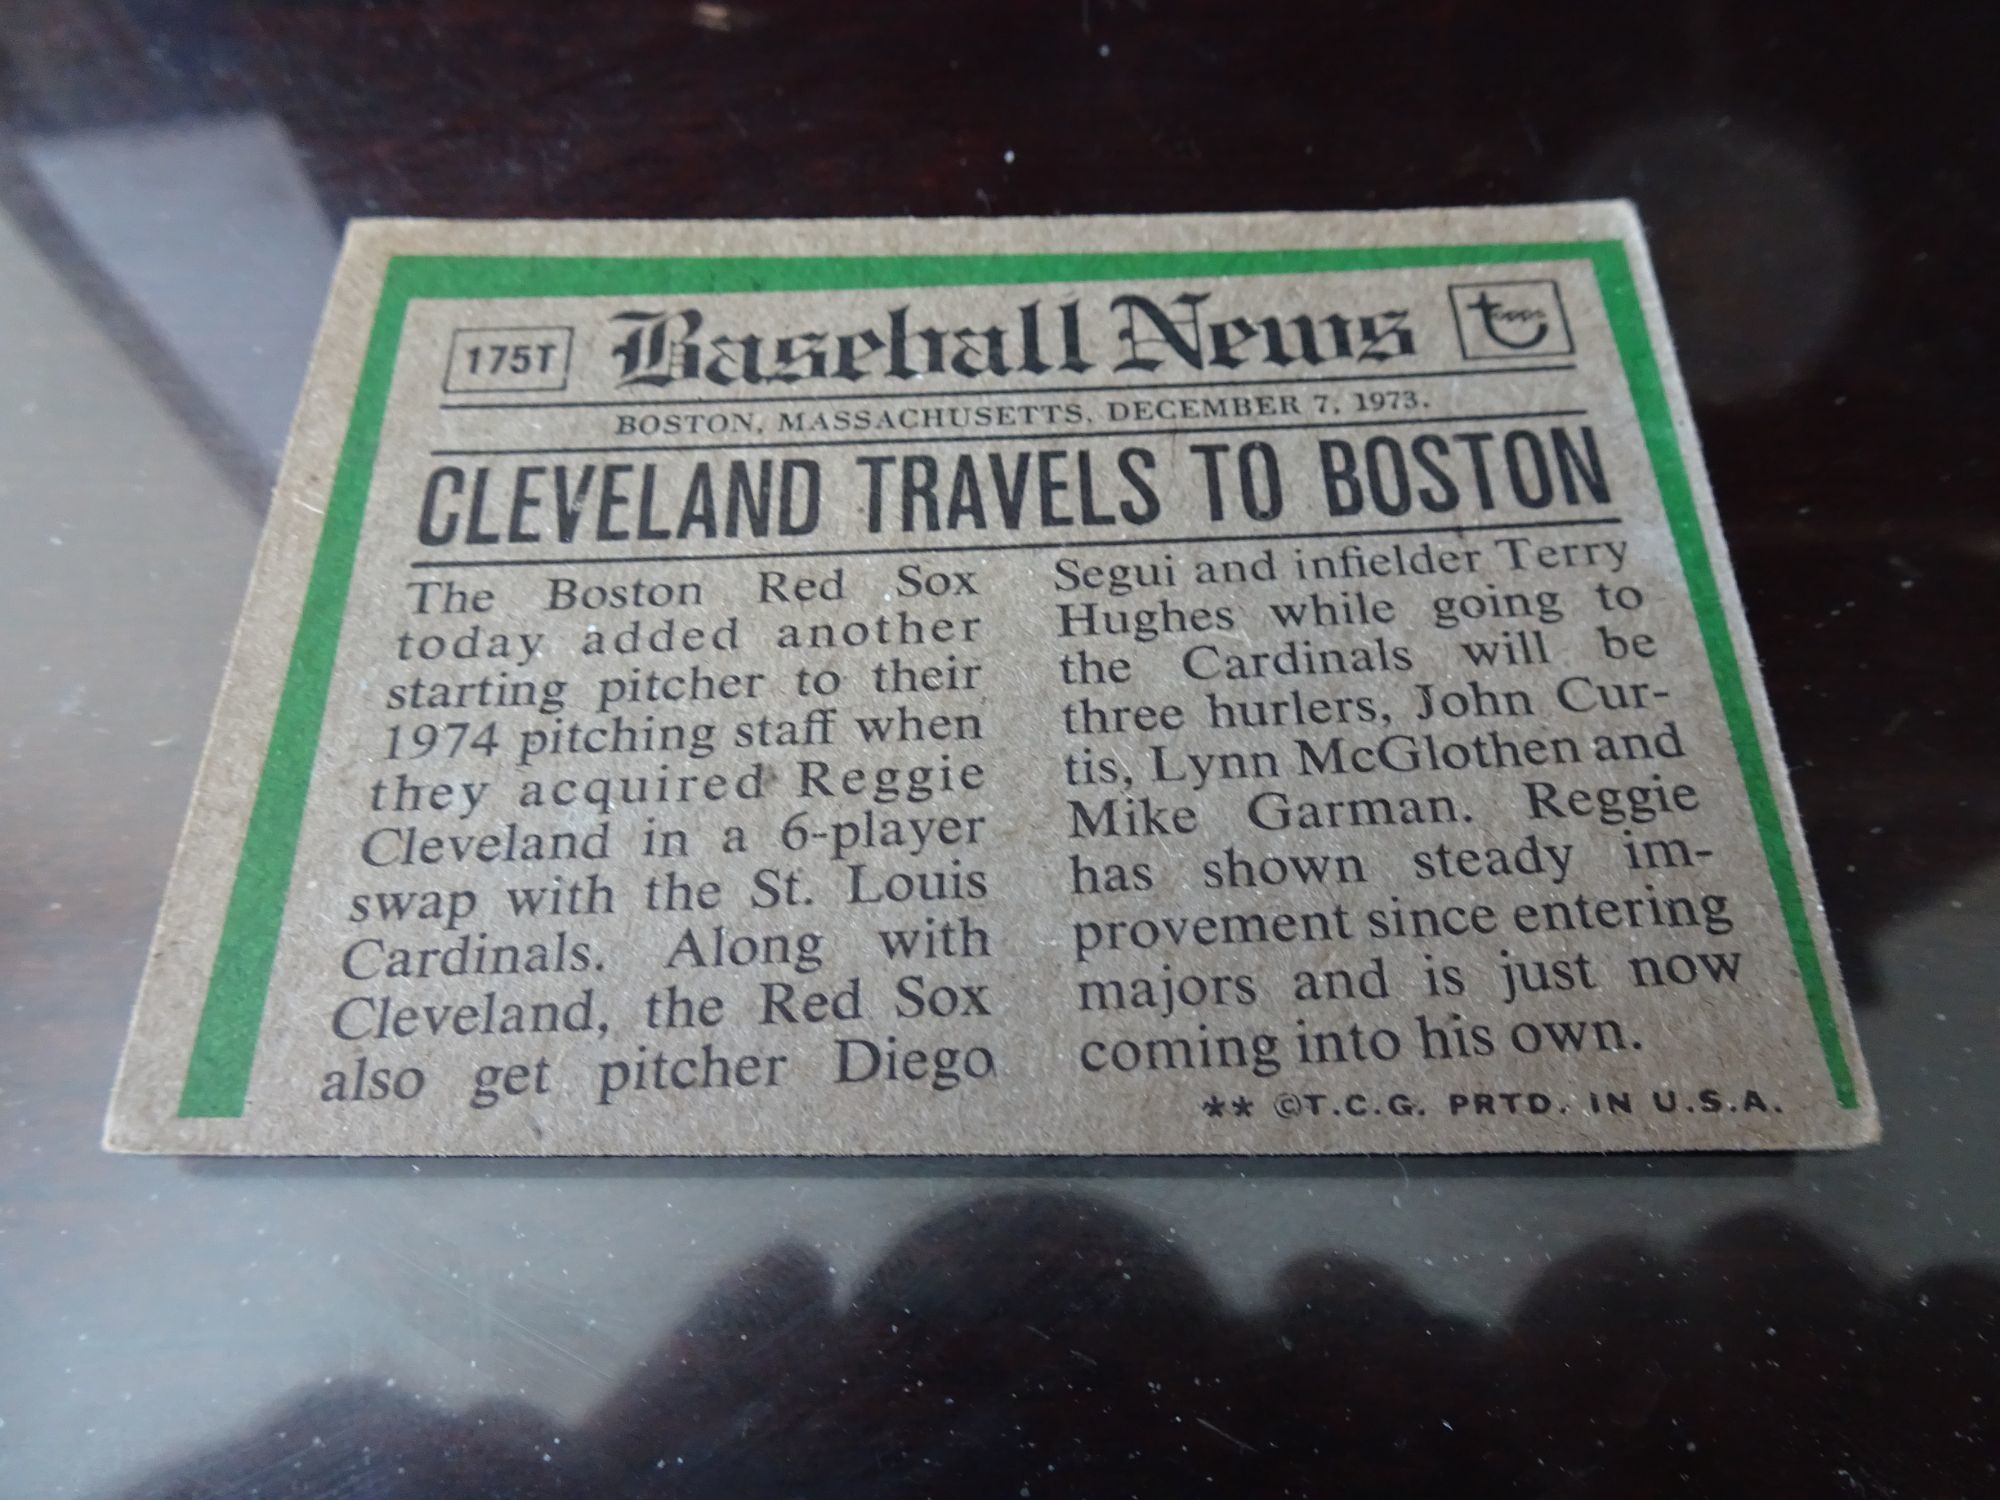 175T
Baseball News
topps
BOSTON, MASSACHUSETTS, DECEMBER 7, 1973.
CLEVELAND TRAVELS TO BOSTON
The Boston Red Sox
today added another
starting pitcher to their
1974 pitching staff when
they acquired Reggie
Cleveland in a 6-player
swap with the St. Louis
Cardinals. Along with
Cleveland, the Red Sox
also get pitcher Diego
Segui and infielder Terry
Hughes while going to
the Cardinals will be
three hurlers, John Cur-
tis, Lynn McGlothen and
Mike Garman. Reggie
has shown steady im-
provement since entering
majors and is just now
coming into his own.
** ©T.C.G. PRTD. IN U.S.A.